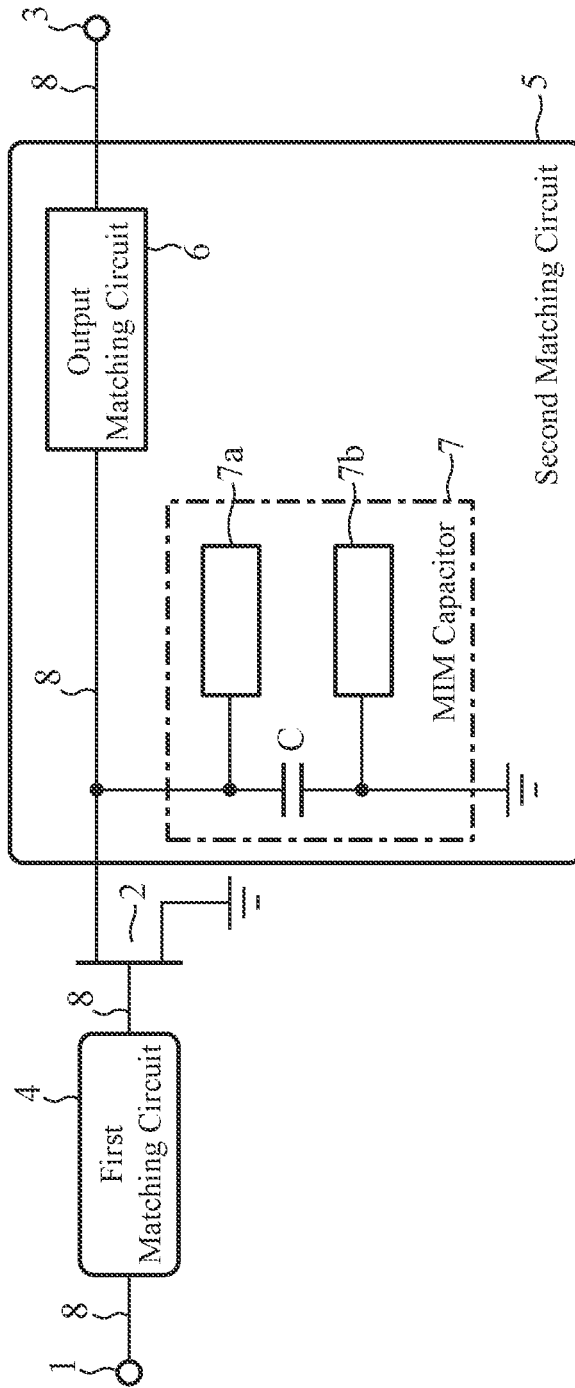 1
8
4
First
Matching Circuit
8
2
8
Output
Matching Circuit
6
8
3
7a
7b
C
7
MIM Capacitor
Second Matching Circuit
5